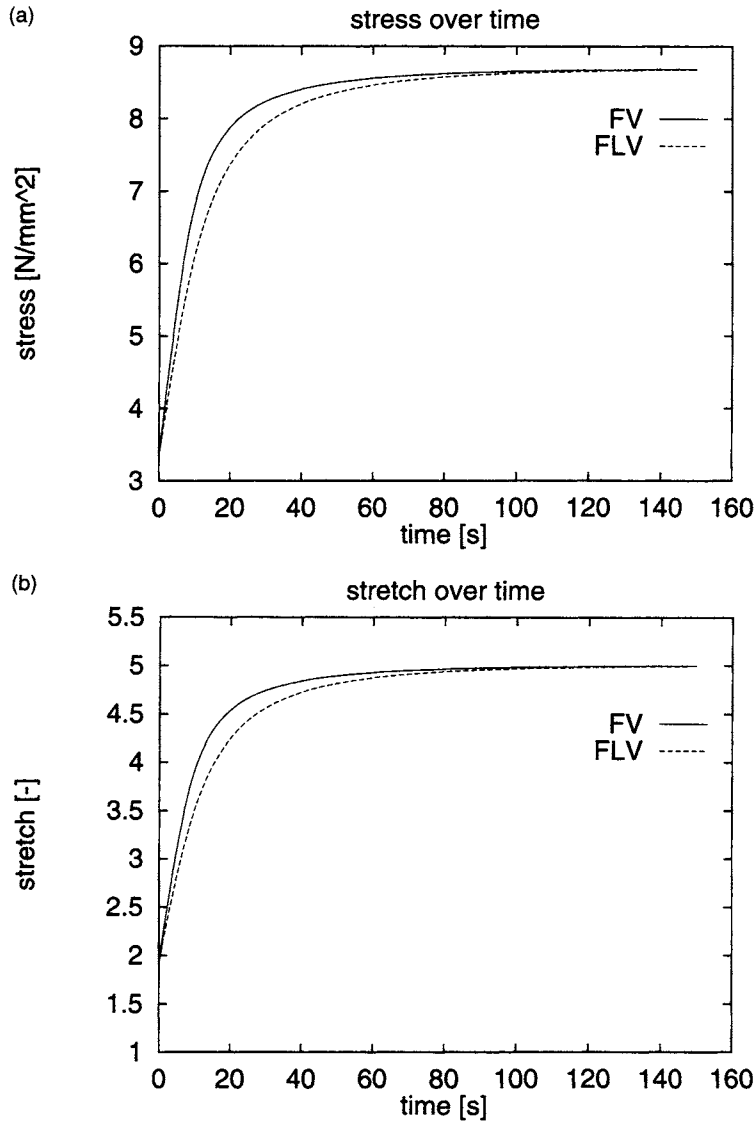 (a)
stress over time
9
8
7
6
5
4
3
stress [N/mm^2]
FV
FLV
0 20 40 60 80 100 120 140 160
time [s]
(b)
stretch over time
5.5
5
4.5
4
3.5
3
2.5
2
1.5
1
stretch [-]
FV
FLV
0 20 40 60 80 100 120 140 160
time [s]